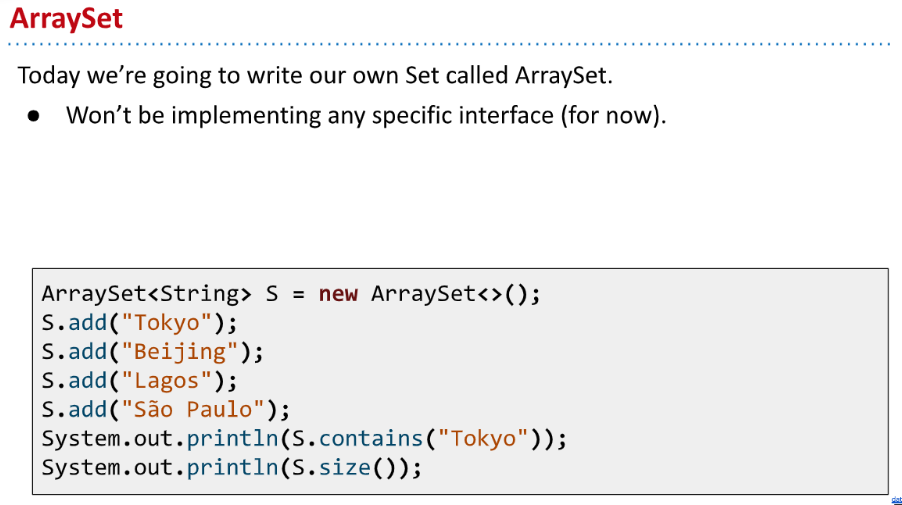 ArraySet
Today we’re going to write our own Set called ArraySet.
● Won’t be implementing any specific interface (for now).
ArraySet<String> S = new ArraySet<>();
S.add("Tokyo");
S.add("Beijing");
S.add("Lagos");
S.add("São Paulo");
System.out.println(S.contains("Tokyo"));
System.out.println(S.size());